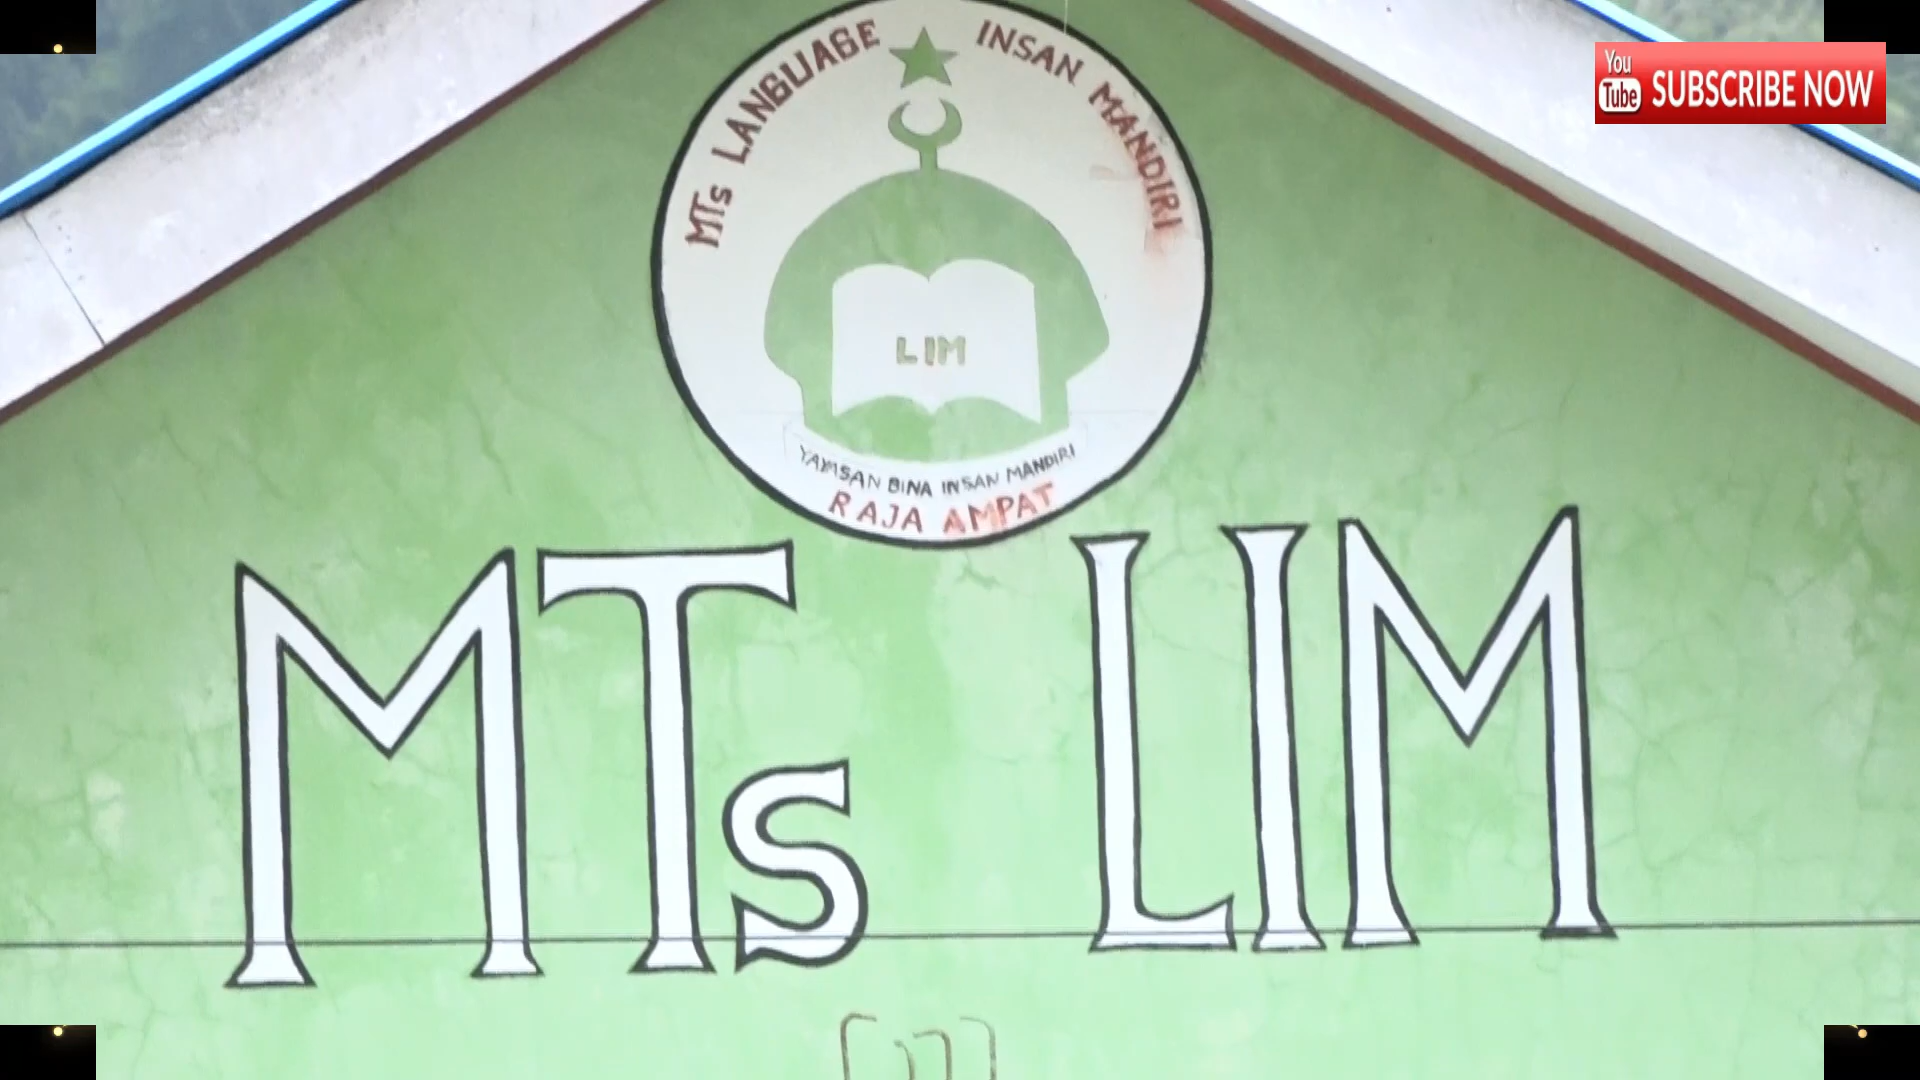 MTs LANGUAGE INSAN MANDIRI
You Tube SUBSCRIBE NOW
LIM
YAYASAN BINA INSAN MANDIRI
RAJA AMPAT
MTs LIM